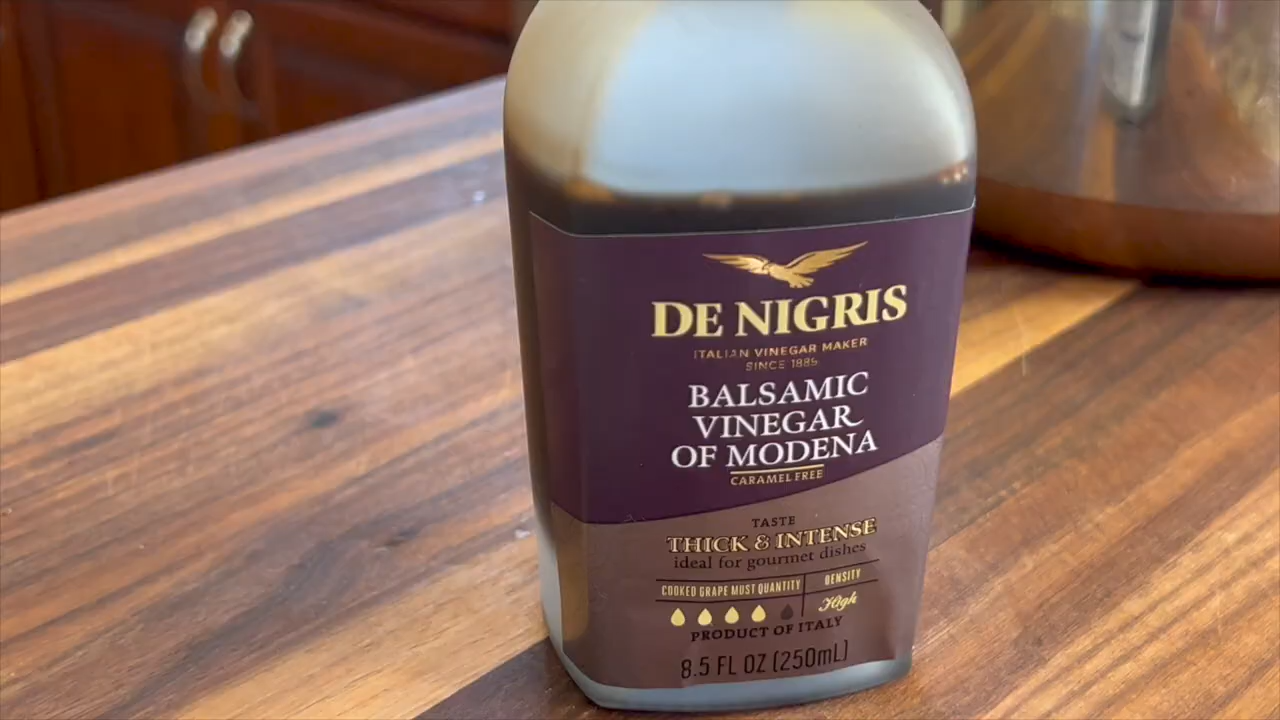 DE NIGRIS
ITALIAN VINEGAR MAKER
SINCE 1889
BALSAMIC
VINEGAR
OF MODENA
CARAMEL FREE
TASTE
THICK & INTENSE
ideal for gourmet dishes
COOKED GRAPE MUST QUANTITY DENSITY
High
PRODUCT OF ITALY
8.5 FL OZ (250mL)